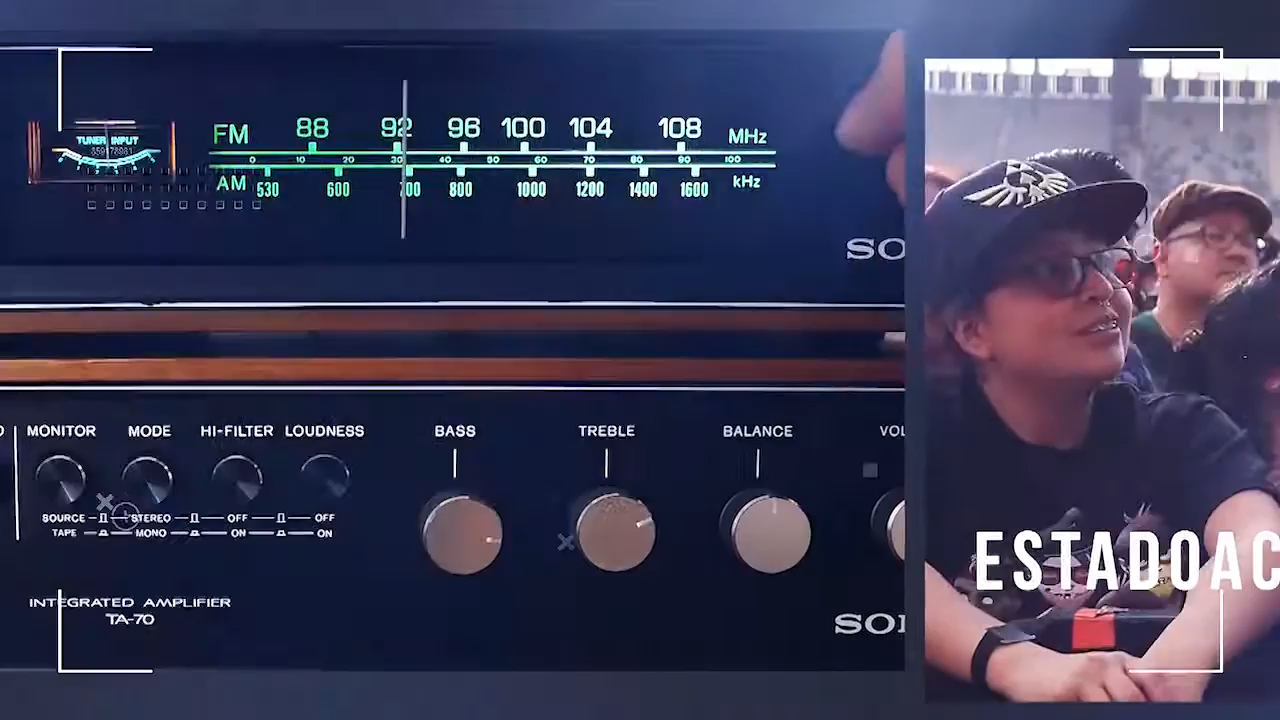 TUNER INPUT
FM 88 92 96 100 104 108 MHz
0 10 20 30 40 50 60 70 80 90 100
AM 530 600 700 800 1000 1200 1400 1600 kHz
SO
MONITOR MODE HI-FILTER LOUDNESS BASS TREBLE BALANCE VOL
SOURCE STEREO OFF OFF
TAPE MONO ON ON
INTEGRATED AMPLIFIER
TA-70
SO
ESTADOAC